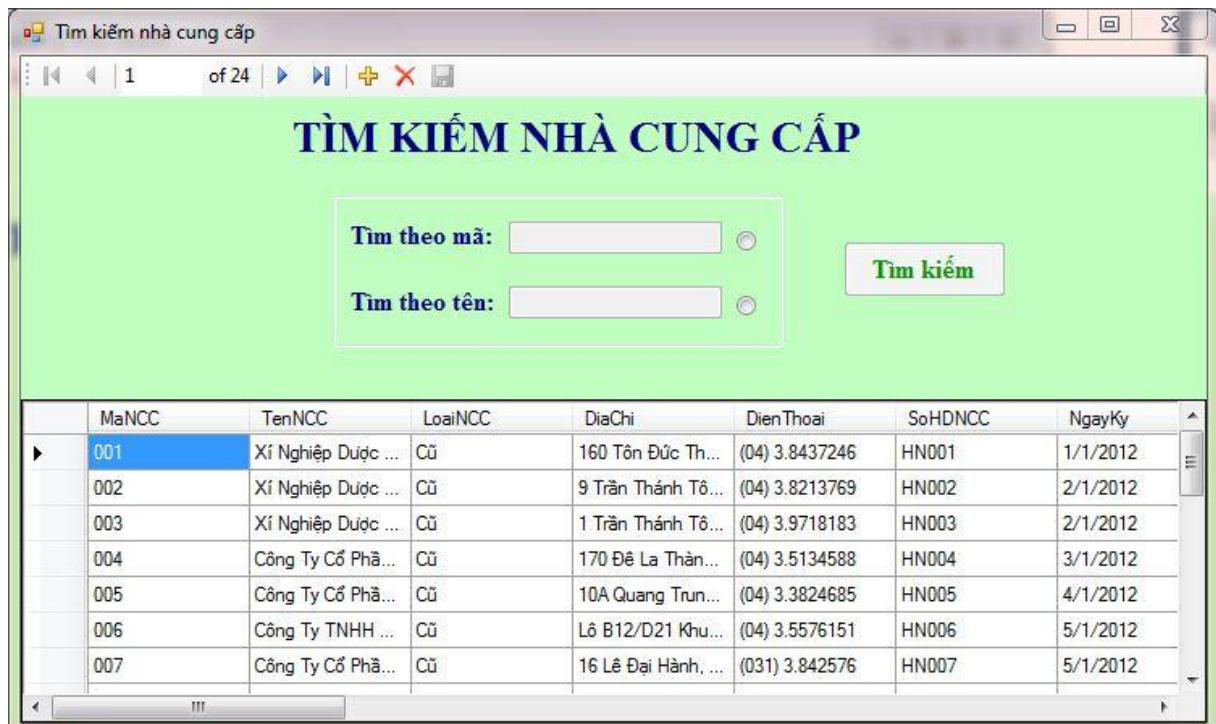 Tìm kiếm nhà cung cấp
1 of 24
TÌM KIẾM NHÀ CUNG CẤP
Tìm theo mã:
Tìm kiếm
Tìm theo tên:
MaNCC TenNCC LoaiNCC DiaChi DienThoai SoHDNCC NgayKy
001 Xí Nghiệp Dược ... Cũ 160 Tôn Đức Th... (04) 3.8437246 HN001 1/1/2012
002 Xí Nghiệp Dược ... Cũ 9 Trần Thánh Tô... (04) 3.8213769 HN002 2/1/2012
003 Xí Nghiệp Dược ... Cũ 1 Trần Thánh Tô... (04) 3.9718183 HN003 2/1/2012
004 Công Ty Cổ Phầ... Cũ 170 Đê La Thàn... (04) 3.5134588 HN004 3/1/2012
005 Công Ty Cổ Phầ... Cũ 10A Quang Trun... (04) 3.3824685 HN005 4/1/2012
006 Công Ty TNHH ... Cũ Lô B12/D21 Khu... (04) 3.5576151 HN006 5/1/2012
007 Công Ty Cổ Phầ... Cũ 16 Lê Đại Hành, ... (031) 3.842576 HN007 5/1/2012